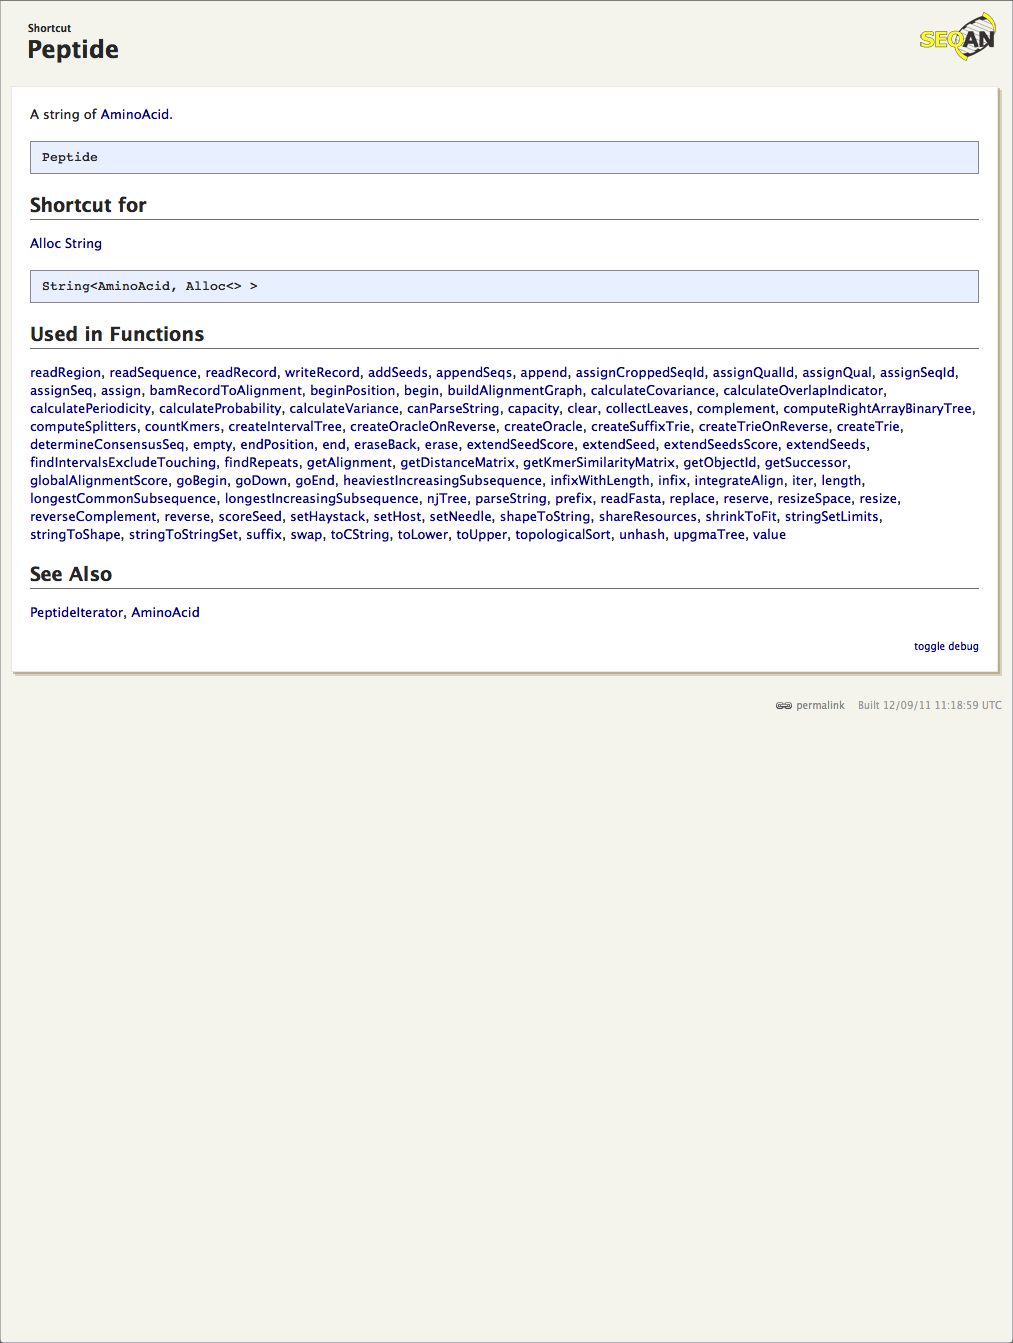 Shortcut
Peptide
SEQAN
A string of AminoAcid.
Peptide
Shortcut for
Alloc String
String<AminoAcid, Alloc<> >
Used in Functions
readRegion, readSequence, readRecord, writeRecord, addSeeds, appendSeqs, append, assignCroppedSeqId, assignQualId, assignQual, assignSeqId,
assignSeq, assign, bamRecordToAlignment, beginPosition, begin, buildAlignmentGraph, calculateCovariance, calculateOverlapIndicator,
calculatePeriodicity, calculateProbability, calculateVariance, canParseString, capacity, clear, collectLeaves, complement, computeRightArrayBinaryTree,
computeSplitters, countKmers, createIntervalTree, createOracleOnReverse, createOracle, createSuffixTrie, createTrieOnReverse, createTrie,
determineConsensusSeq, empty, endPosition, end, eraseBack, erase, extendSeedScore, extendSeed, extendSeedsScore, extendSeeds,
findIntervalsExcludeTouching, findRepeats, getAlignment, getDistanceMatrix, getKmerSimilarityMatrix, getObjectId, getSuccessor,
globalAlignmentScore, goBegin, goDown, goEnd, heaviestIncreasingSubsequence, infixWithLength, infix, integrateAlign, iter, length,
longestCommonSubsequence, longestIncreasingSubsequence, njTree, parseString, prefix, readFasta, replace, reserve, resizeSpace, resize,
reverseComplement, reverse, scoreSeed, setHaystack, setHost, setNeedle, shapeToString, shareResources, shrinkToFit, stringSetLimits,
stringToShape, stringToStringSet, suffix, swap, toCString, toLower, toUpper, topologicalSort, unhash, upgmaTree, value
See Also
PeptideIterator, AminoAcid
toggle debug
permalink Built 12/09/11 11:18:59 UTC